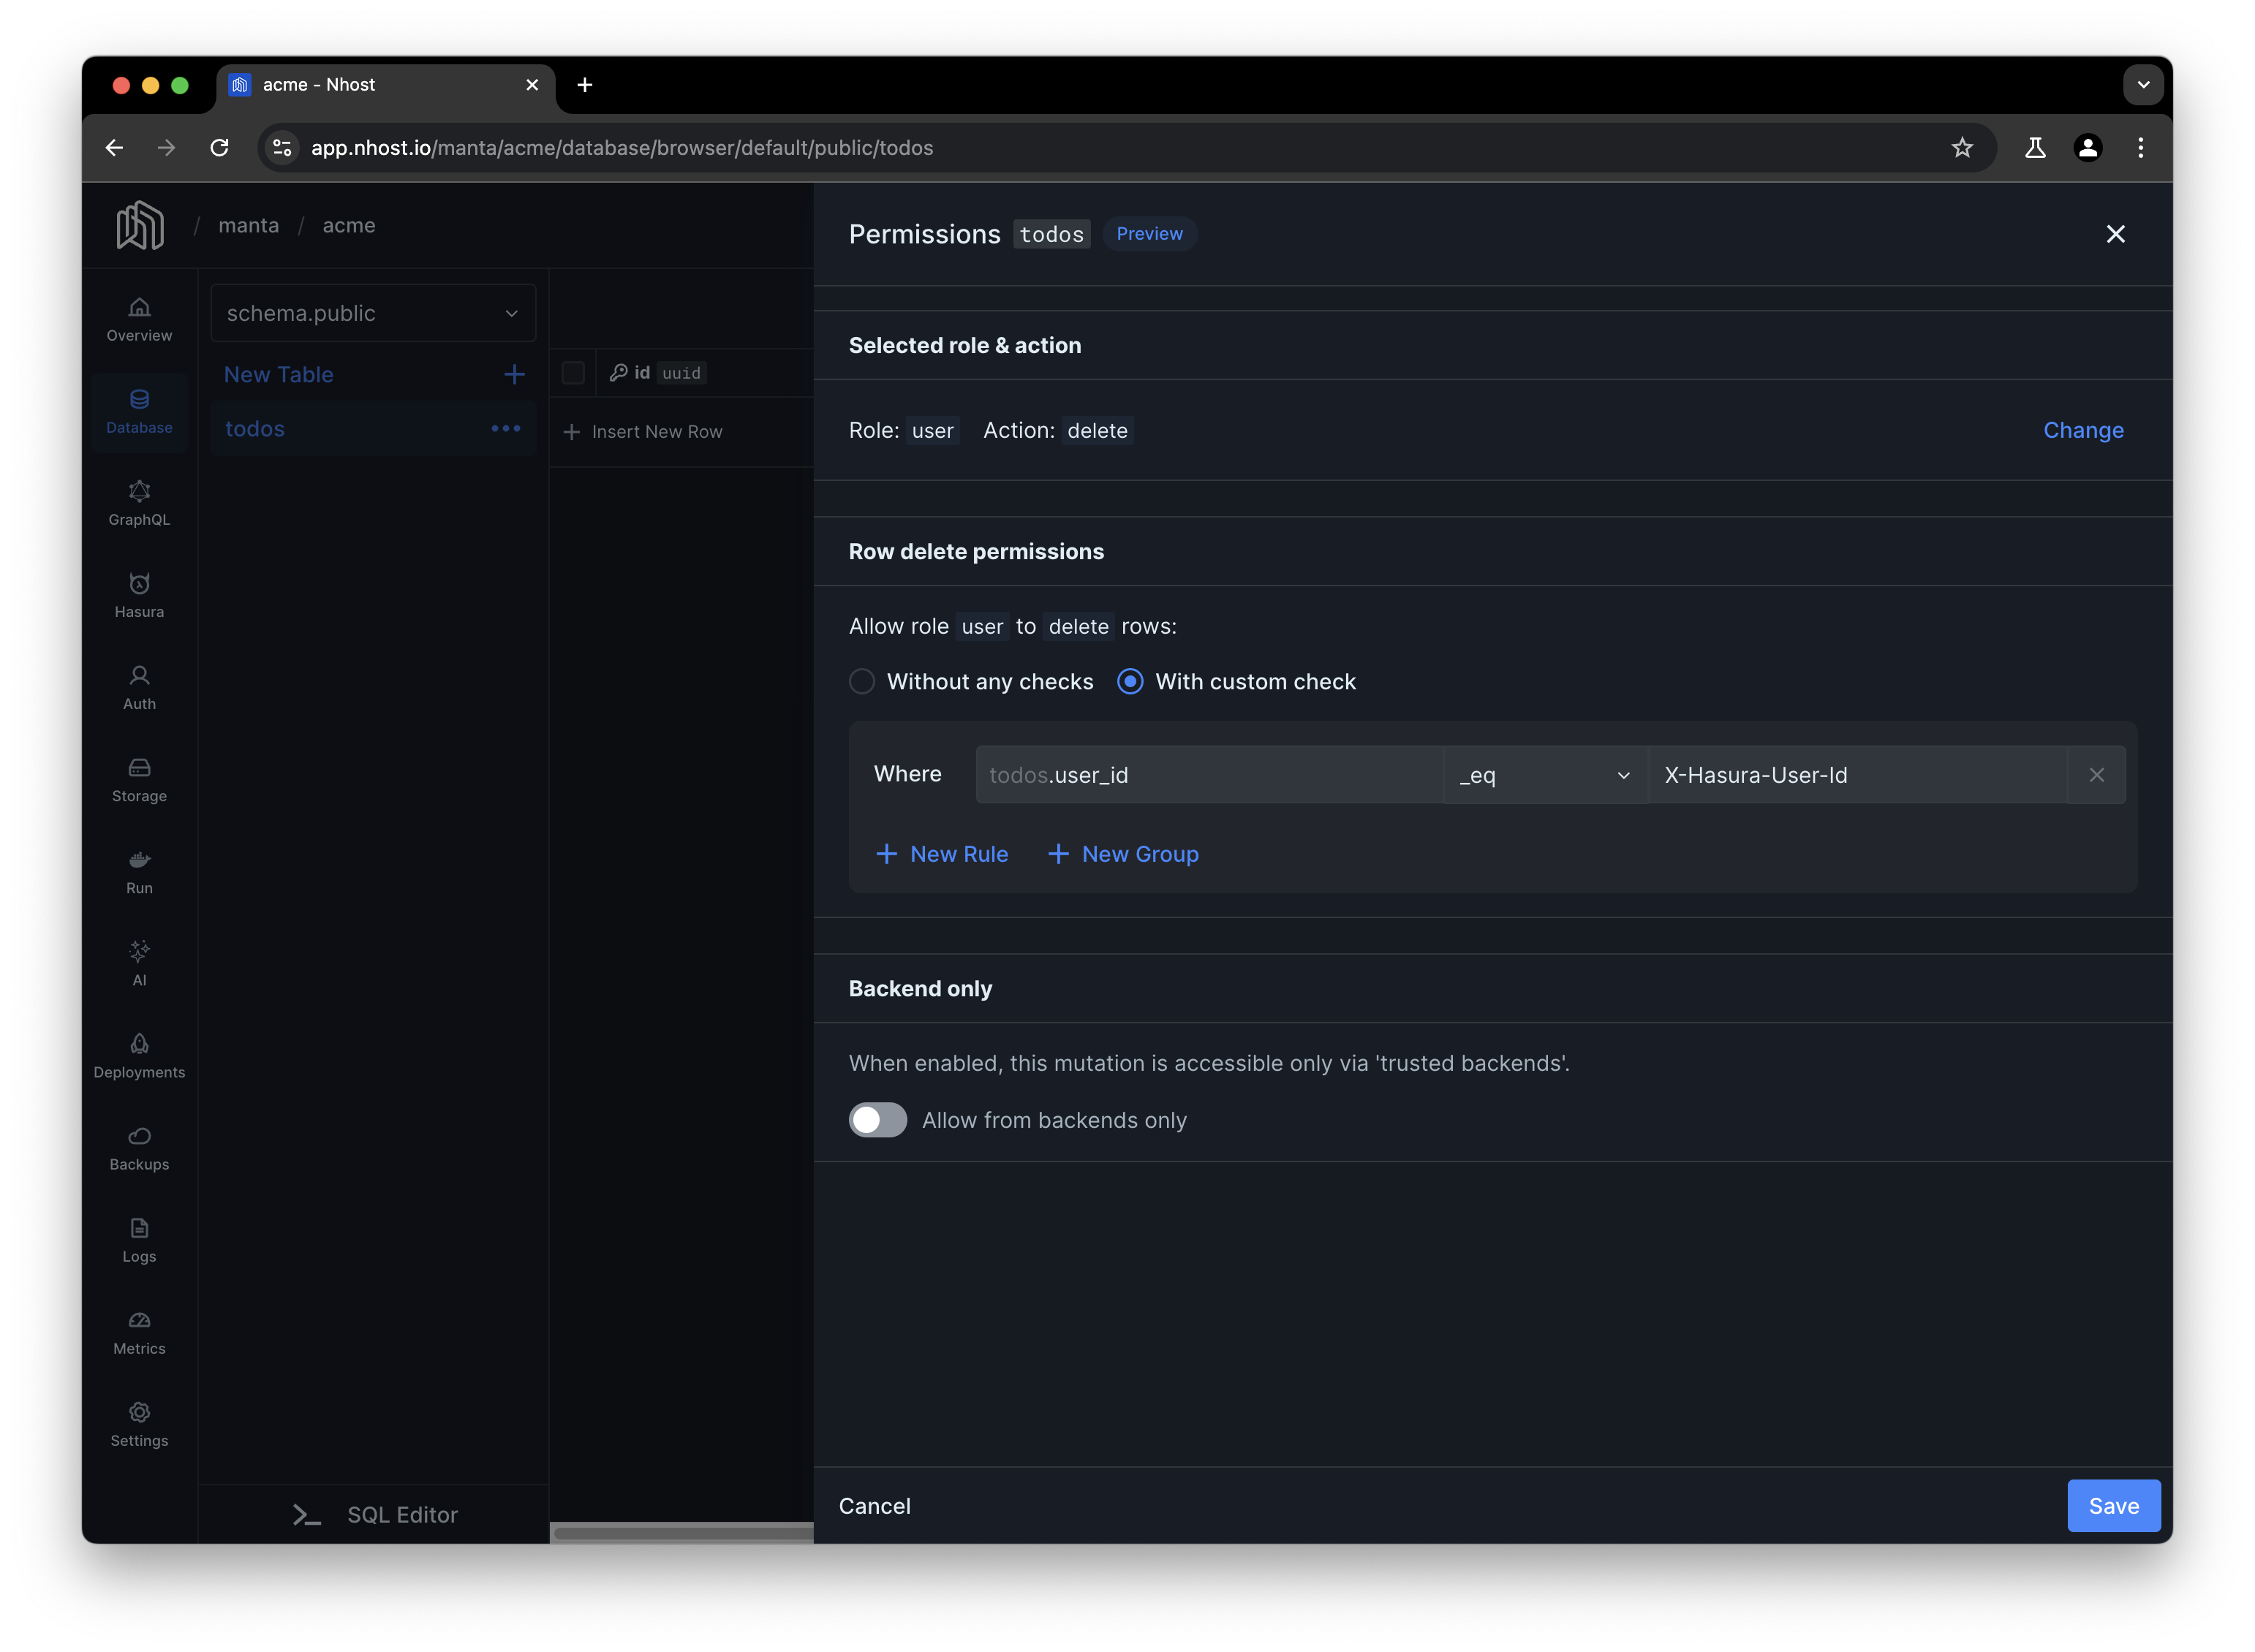 acme - Nhost
app.nhost.io/manta/acme/database/browser/default/public/todos
/ manta / acme
Overview
Database
GraphQL
Hasura
Auth
Storage
Run
AI
Deployments
Backups
Logs
Metrics
Settings
schema.public
New Table
todos
SQL Editor
id uuid
Insert New Row
Permissions todos Preview
Selected role & action
Role: user Action: delete Change
Row delete permissions
Allow role user to delete rows:
Without any checks With custom check
Where todos.user_id _eq X-Hasura-User-Id
New Rule New Group
Backend only
When enabled, this mutation is accessible only via 'trusted backends'.
Allow from backends only
Cancel Save